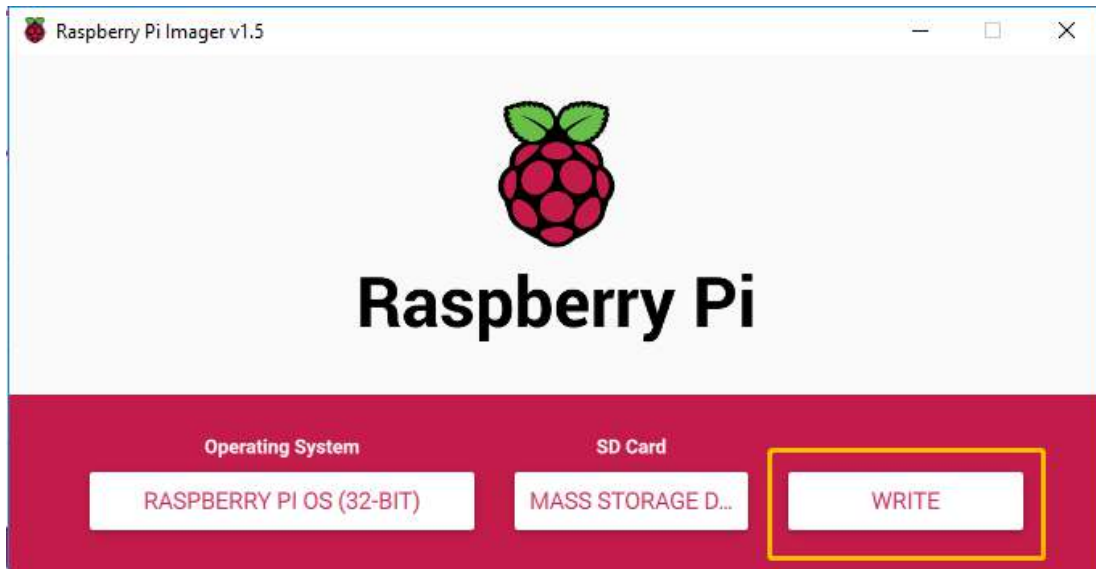 Raspberry Pi Imager v1.5
Raspberry Pi
Operating System
SD Card
RASPBERRY PI OS (32-BIT)
MASS STORAGE D...
WRITE